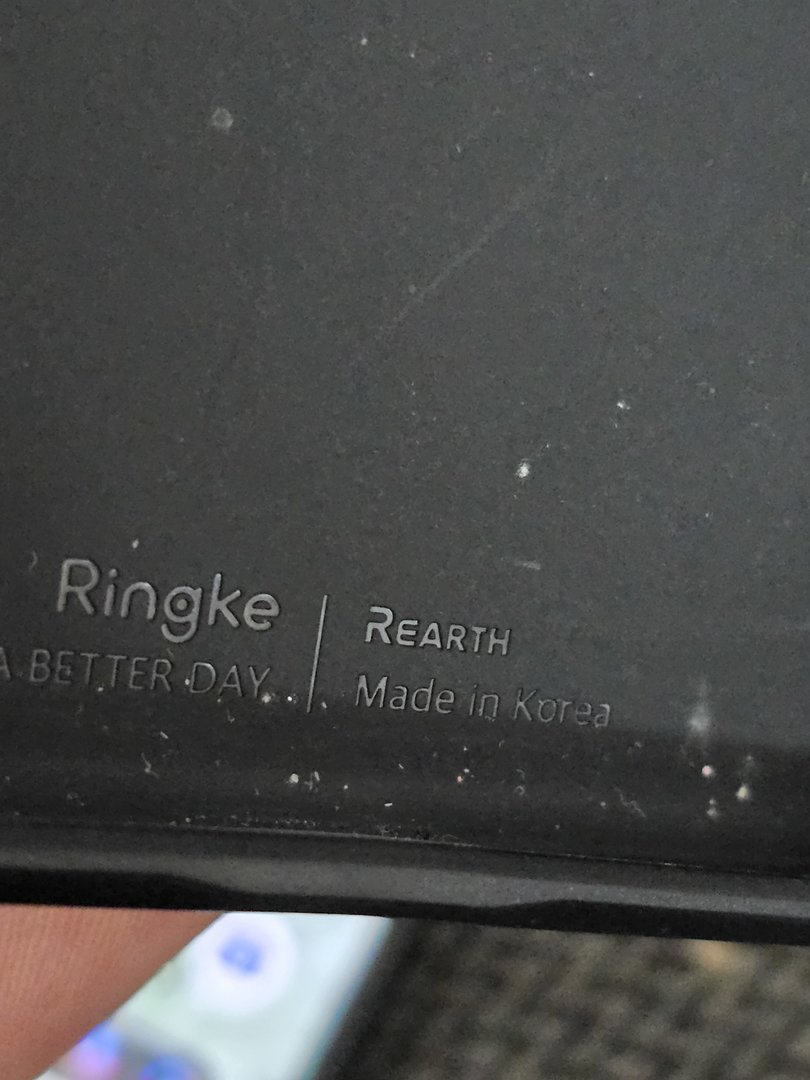 Ringke
A BETTER DAY
REARTH
Made in Korea